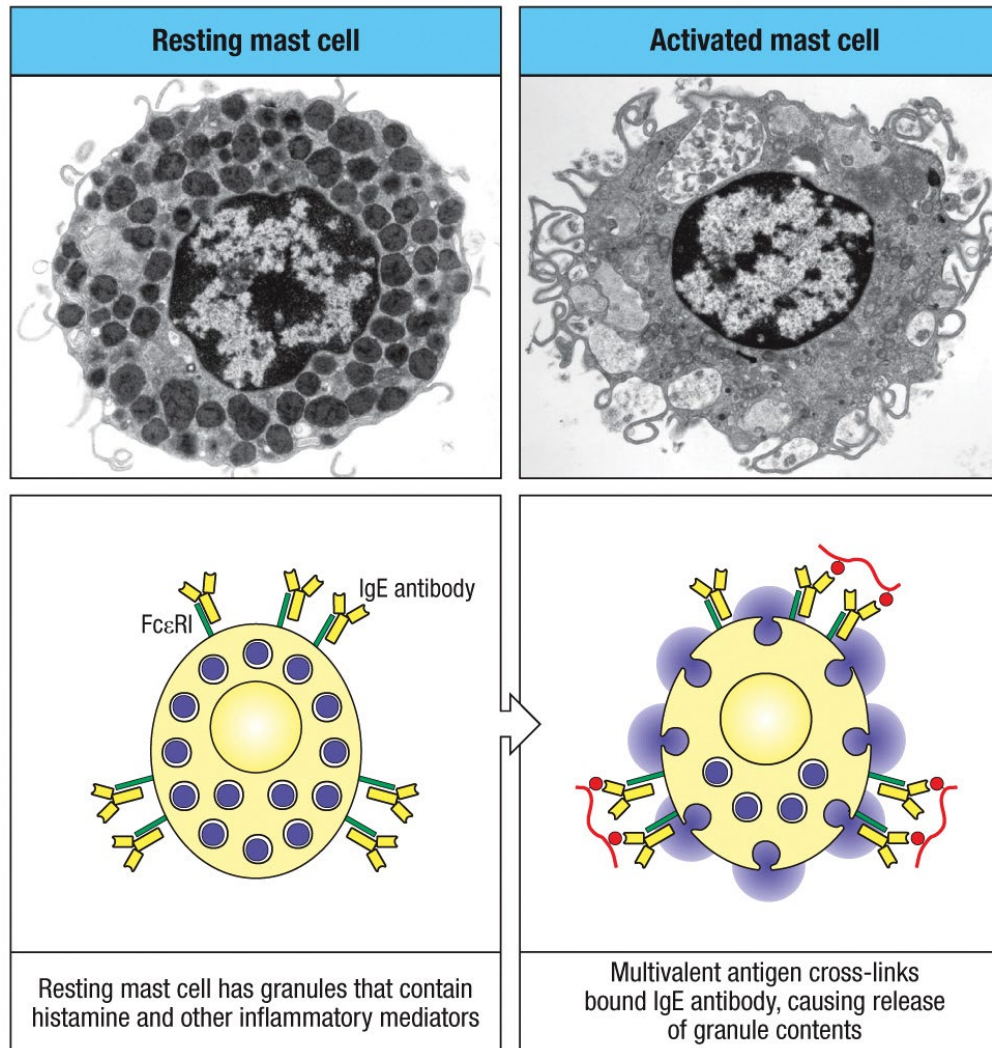 Resting mast cell
Activated mast cell
IgE antibody
FcεRI
Resting mast cell has granules that contain
histamine and other inflammatory mediators
Multivalent antigen cross-links
bound IgE antibody, causing release
of granule contents